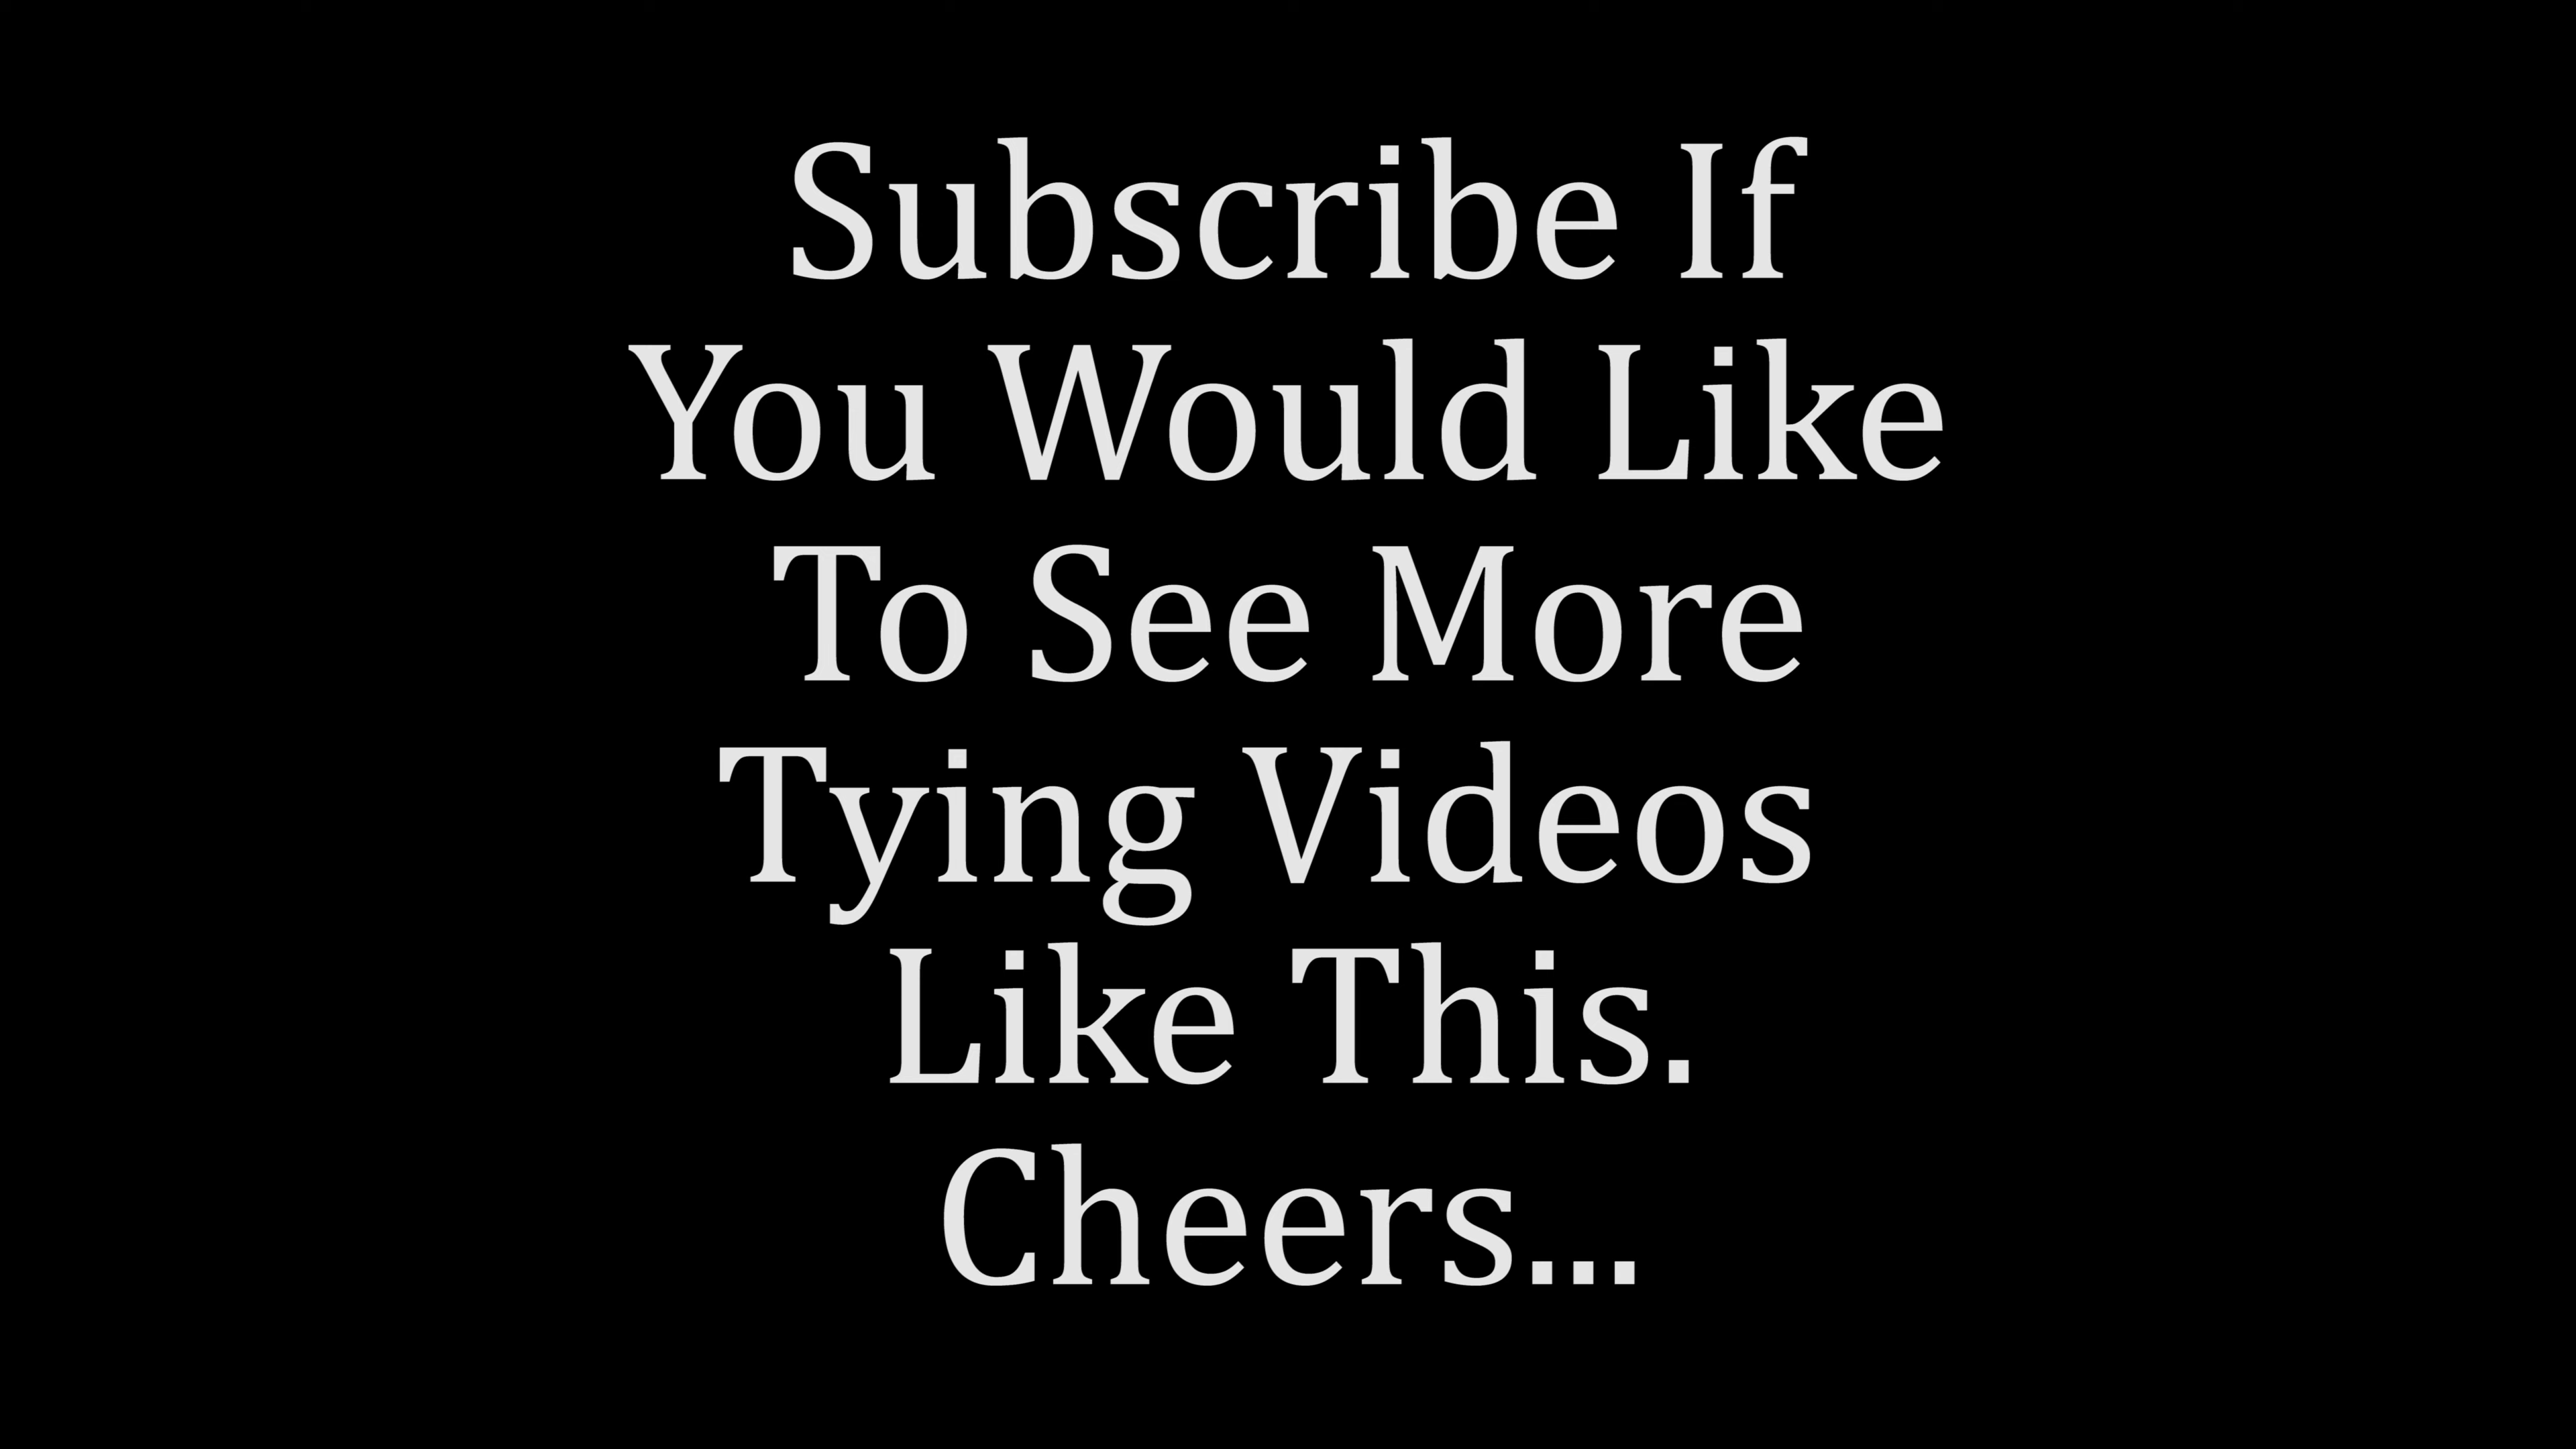 Subscribe If
You Would Like
To See More
Tying Videos
Like This.
Cheers...